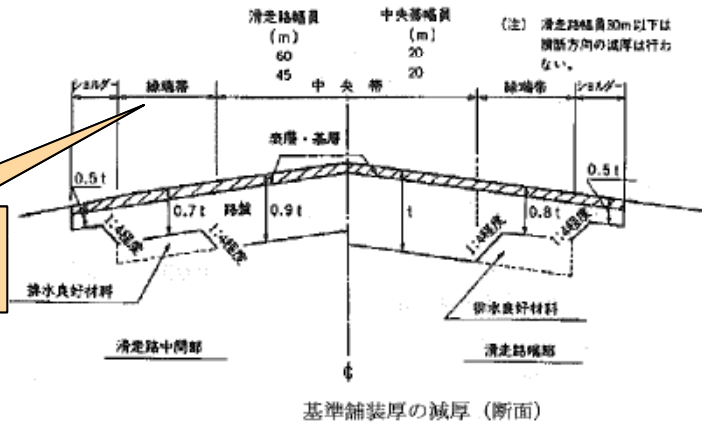 滑走路幅員
(m)
60
45
中央帯幅員
(m)
20
20
(注) 滑走路幅員30m以下は
横断方向の減厚は行わ
ない。
ショルダー
縁端帯
中央帯
縁端帯
ショルダー
表層・基層
0.5t
0.5t
0.7t
路盤
0.9t
t
0.8t
1:4程度
1:4程度
1:4程度
1:4程度
排水良好材料
排水良好材料
滑走路中間部
滑走路端部
基準舗装厚の減厚（断面）